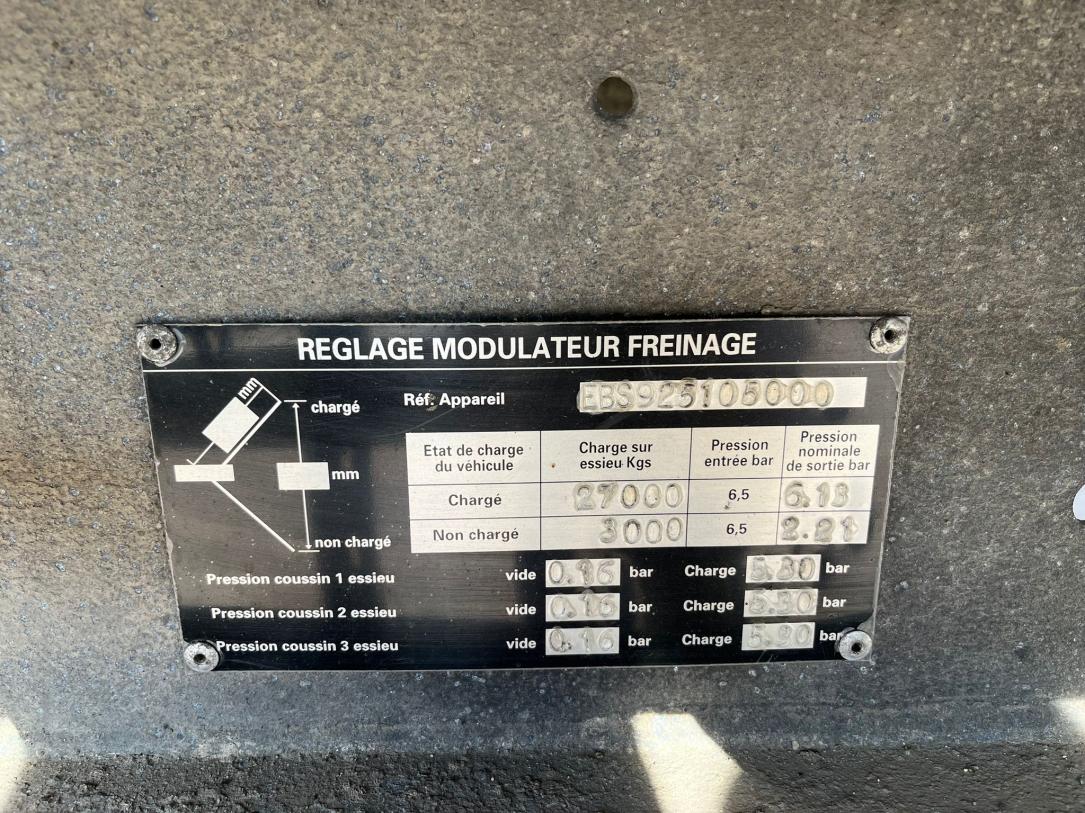 REGLAGE MODULATEUR FREINAGE
mm
chargé
mm
non chargé
Réf. Appareil EBS925105000
Etat de charge du véhicule
Charge sur essieu Kgs
Pression entrée bar
Pression nominale de sortie bar
Chargé 27000 6,5 6.13
Non chargé 3000 6,5 2.21
Pression coussin 1 essieu vide 0.16 bar Charge 5.30 bar
Pression coussin 2 essieu vide 0.16 bar Charge 5.30 bar
Pression coussin 3 essieu vide 0.16 bar Charge 5.30 bar